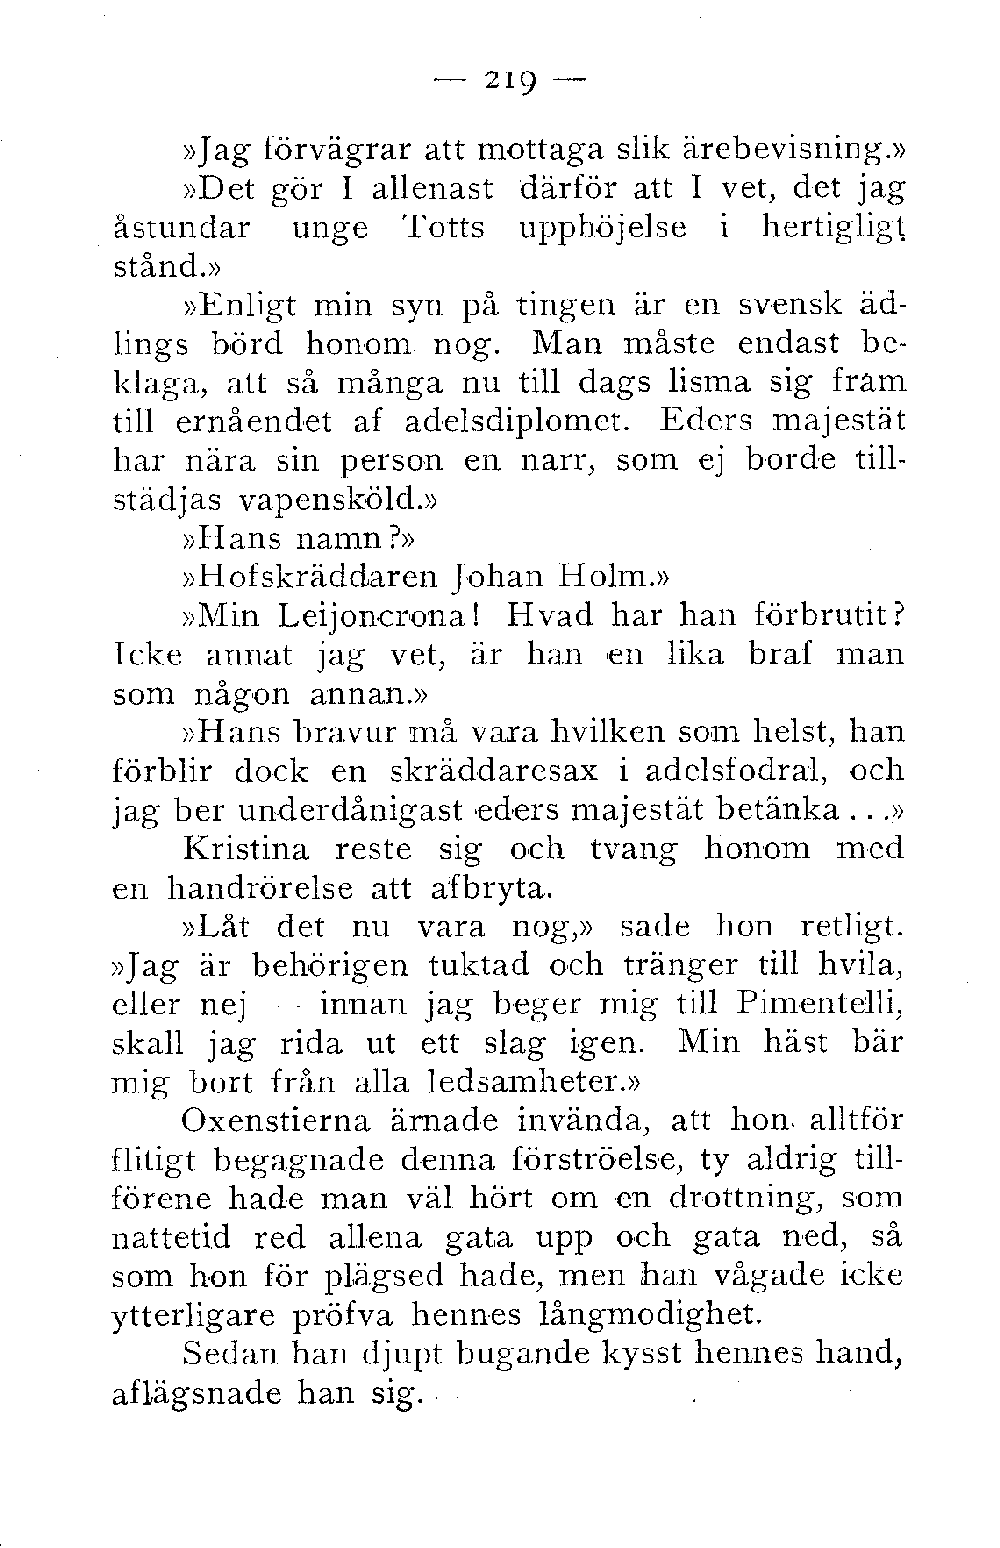 — 219 —
»Jag förvägrar att mottaga slik ärebevisning.»
»Det gör I allenast därför att I vet, det jag
åstundar unge Totts upphöjelse i hertigligt
stånd.»
»Enligt min syn på tingen är en svensk äd-
lings börd honom nog. Man måste endast be-
klaga, att så många nu till dags lisma sig fram
till ernåendet af adelsdiplomet. Eders majestät
har nära sin person en narr, som ej borde till-
städjas vapensköld.»
»Hans namn?»
»Hofskräddaren Johan Holm.»
»Min Leijoncrona! Hvad har han förbrutit?
Icke annat jag vet, är han en lika braf man
som någon annan.»
»Hans bravur må vara hvilken som helst, han
förblir dock en skräddaresax i adelsfodral, och
jag ber underdånigast eders majestät betänka ...»
Kristina reste sig och tvang honom med
en handrörelse att afbryta.
»Låt det nu vara nog,» sade hon retligt.
»Jag är behörigen tuktad och tränger till hvila,
eller nej — innan jag beger mig till Pimentelli,
skall jag rida ut ett slag igen. Min häst bär
mig bort från alla ledsamheter.»
Oxenstierna ärnade invända, att hon alltför
flitigt begagnade denna förströelse, ty aldrig till-
förene hade man väl hört om en drottning, som
nattetid red allena gata upp och gata ned, så
som hon för plägsed hade, men han vågade icke
ytterligare pröfva hennes långmodighet.
Sedan han djupt bugande kysst hennes hand,
aflägsnade han sig.